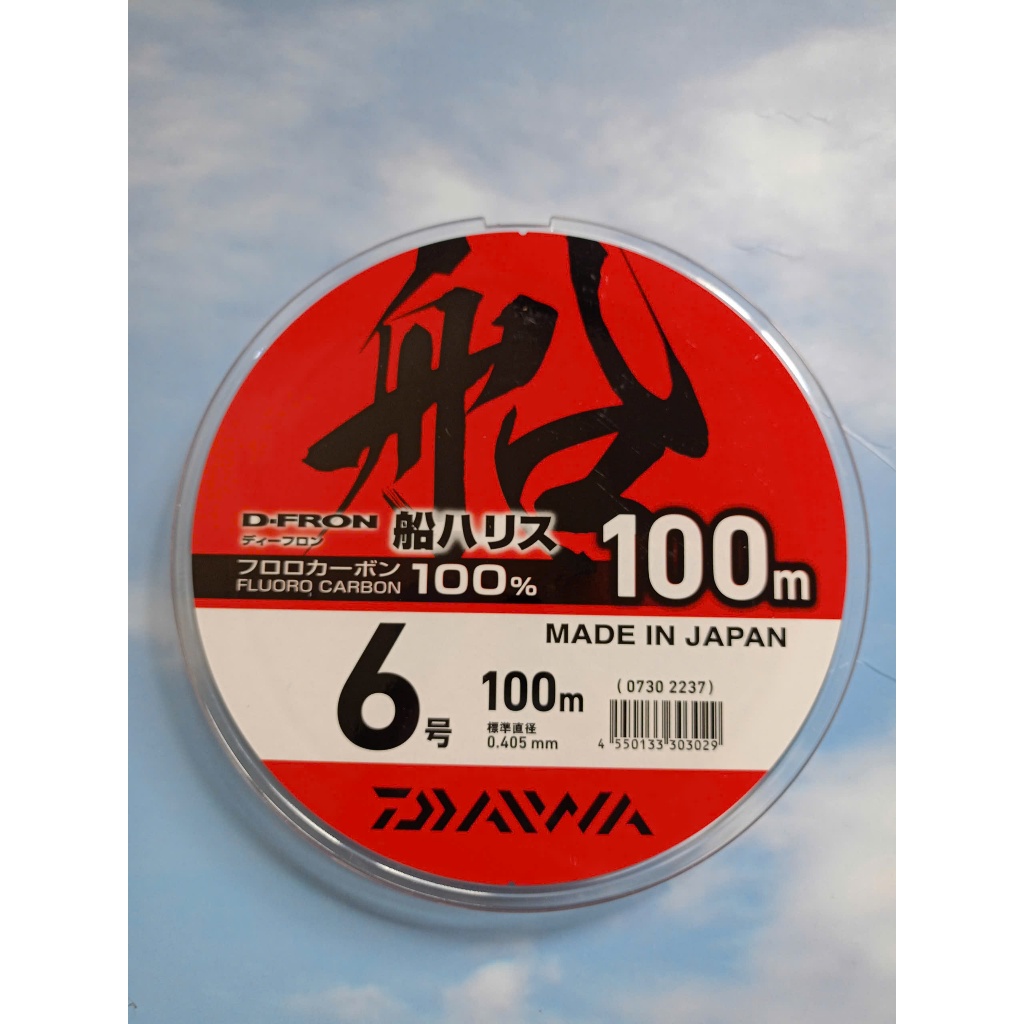 船
D-FRON 船ハリス 100m
ディーフロン
フロロカーボン 100%
FLUORO CARBON
MADE IN JAPAN
6号 100m
(0730 2237)
標準直径
0.405 mm
4 550133 303029
DAIWA